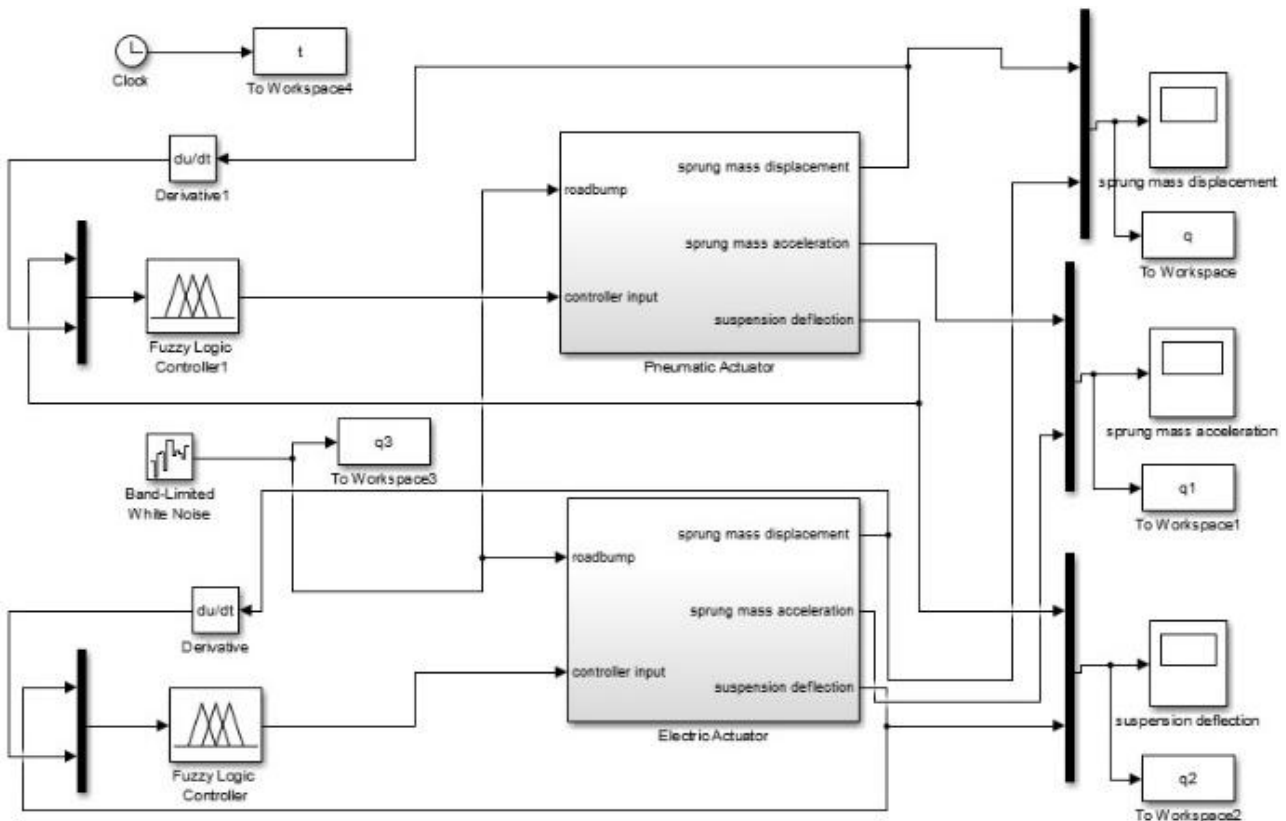 t
Clock
To Workspace4
du/dt
Derivative1
sprung mass displacement
roadbump
sprung mass acceleration
controller input
suspension deflection
Pneumatic Actuator
Fuzzy Logic
Controller1
sprung mass displacement
q
To Workspace
sprung mass acceleration
q1
To Workspace1
q3
To Workspace3
Band-Limited
White Noise
sprung mass displacement
roadbump
sprung mass acceleration
controller input
suspension deflection
Electric Actuator
du/dt
Derivative
Fuzzy Logic
Controller
suspension deflection
q2
To Workspace2